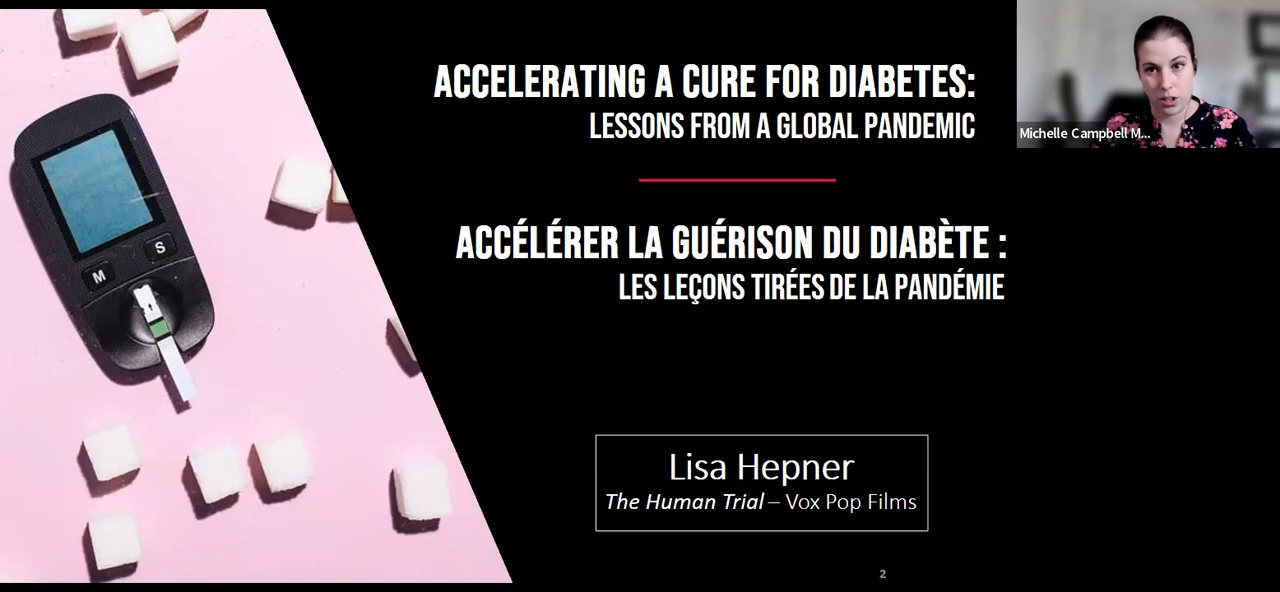 ACCELERATING A CURE FOR DIABETES:
LESSONS FROM A GLOBAL PANDEMIC
Michelle Campbell M...
ACCÉLÉRER LA GUÉRISON DU DIABÈTE :
LES LEÇONS TIRÉES DE LA PANDÉMIE
S
M
Lisa Hepner
The Human Trial – Vox Pop Films
2